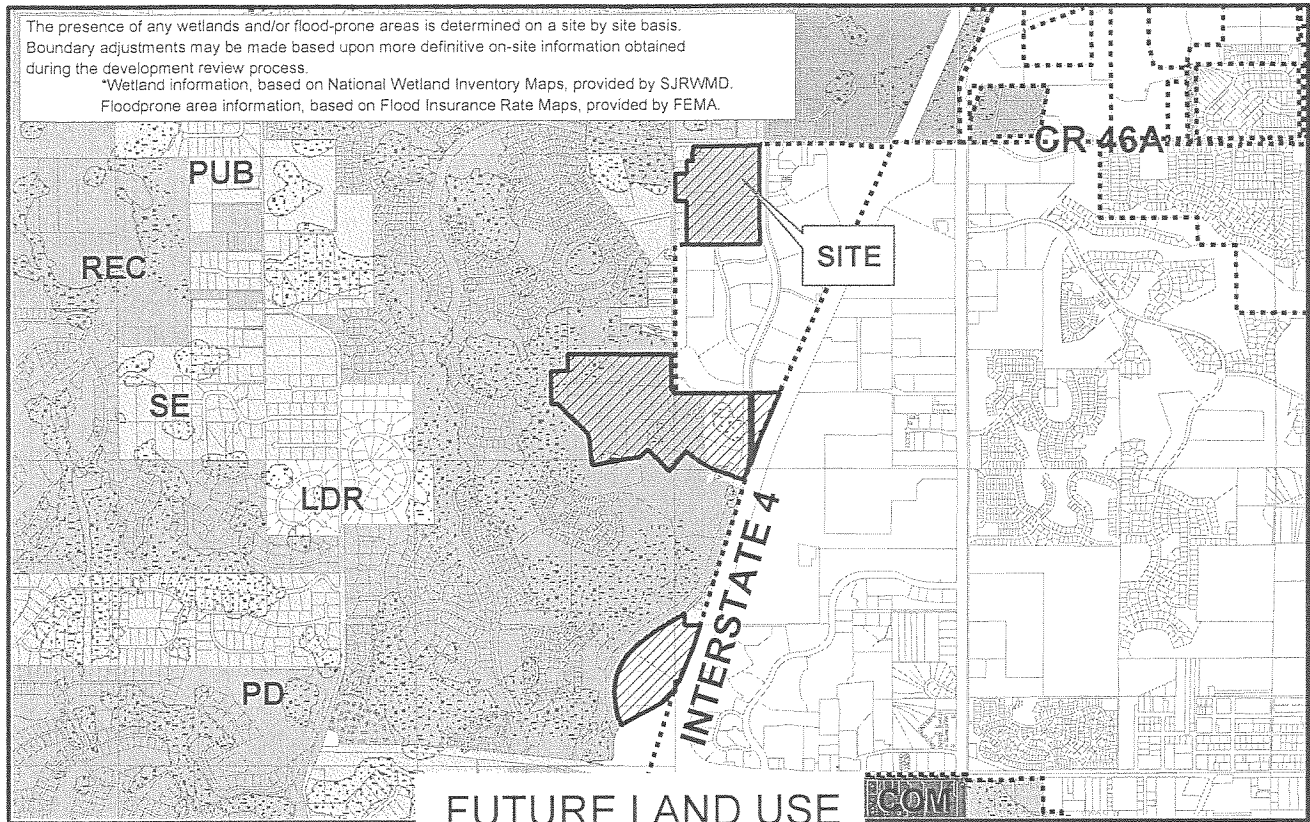 The presence of any wetlands and/or flood-prone areas is determined on a site by site basis.
Boundary adjustments may be made based upon more definitive on-site information obtained
during the development review process.
*Wetland information, based on National Wetland Inventory Maps, provided by SJRWMD.
Floodprone area information, based on Flood Insurance Rate Maps, provided by FEMA.
CR 46A
PUB
REC
SITE
SE
LDR
INTERSTATE 4
PD
FUTURE LAND USE
COM